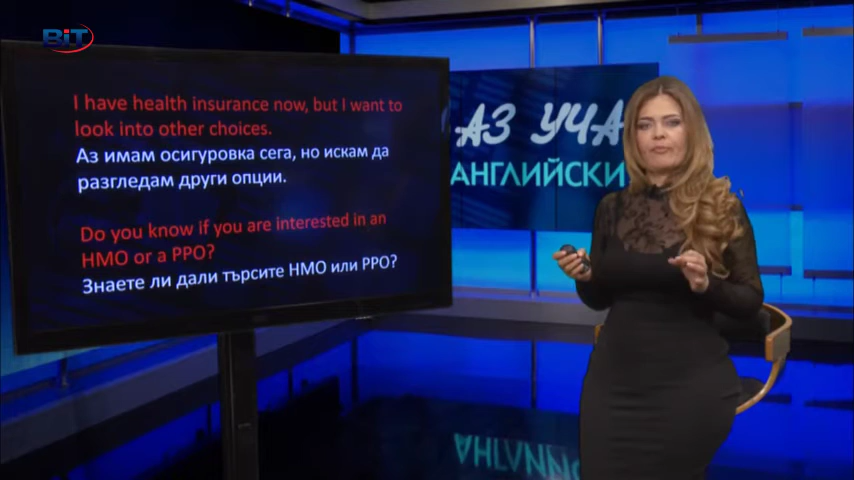 BiT
I have health insurance now, but I want to
look into other choices.
Аз имам осигуровка сега, но искам да
разгледам други опции.
Do you know if you are interested in an
HMO or a PPO?
Знаете ли дали търсите HMO или PPO?
АЗ УЧА
АНГЛИЙСКИ